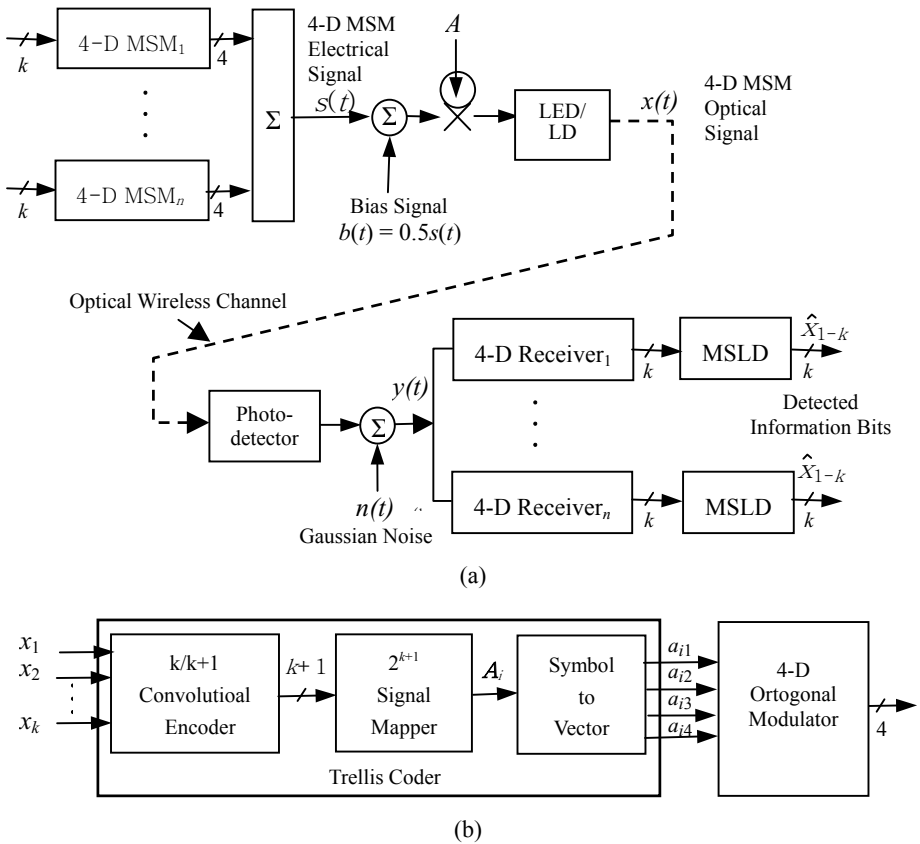 4-D MSM1
k
4
4-D MSMn
k
4
Σ
4-D MSM
Electrical
Signal
s(t)
Σ
Bias Signal
b(t) = 0.5s(t)
A
LED/
LD
x(t)
4-D MSM
Optical
Signal
Optical Wireless Channel
Photo-
detector
Σ
y(t)
n(t)
Gaussian Noise
4-D Receiver1
k
MSLD
X̂1-k
k
Detected
Information Bits
4-D Receivern
k
MSLD
X̂1-k
k
(a)
x1
x2
xk
k/k+1
Convolutioal
Encoder
k+1
2^k+1
Signal
Mapper
Ai
Symbol
to
Vector
ai1
ai2
ai3
ai4
4-D
Ortogonal
Modulator
4
Trellis Coder
(b)